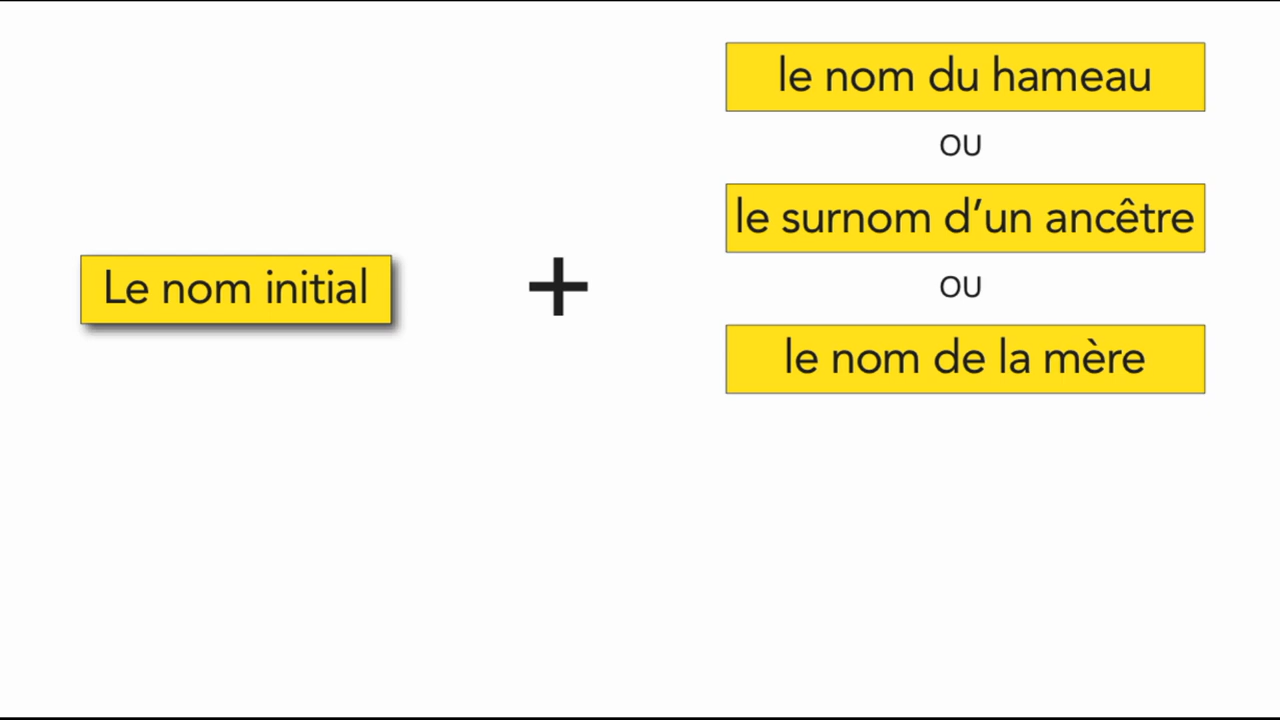 Le nom initial
+
le nom du hameau
OU
le surnom d’un ancêtre
OU
le nom de la mère